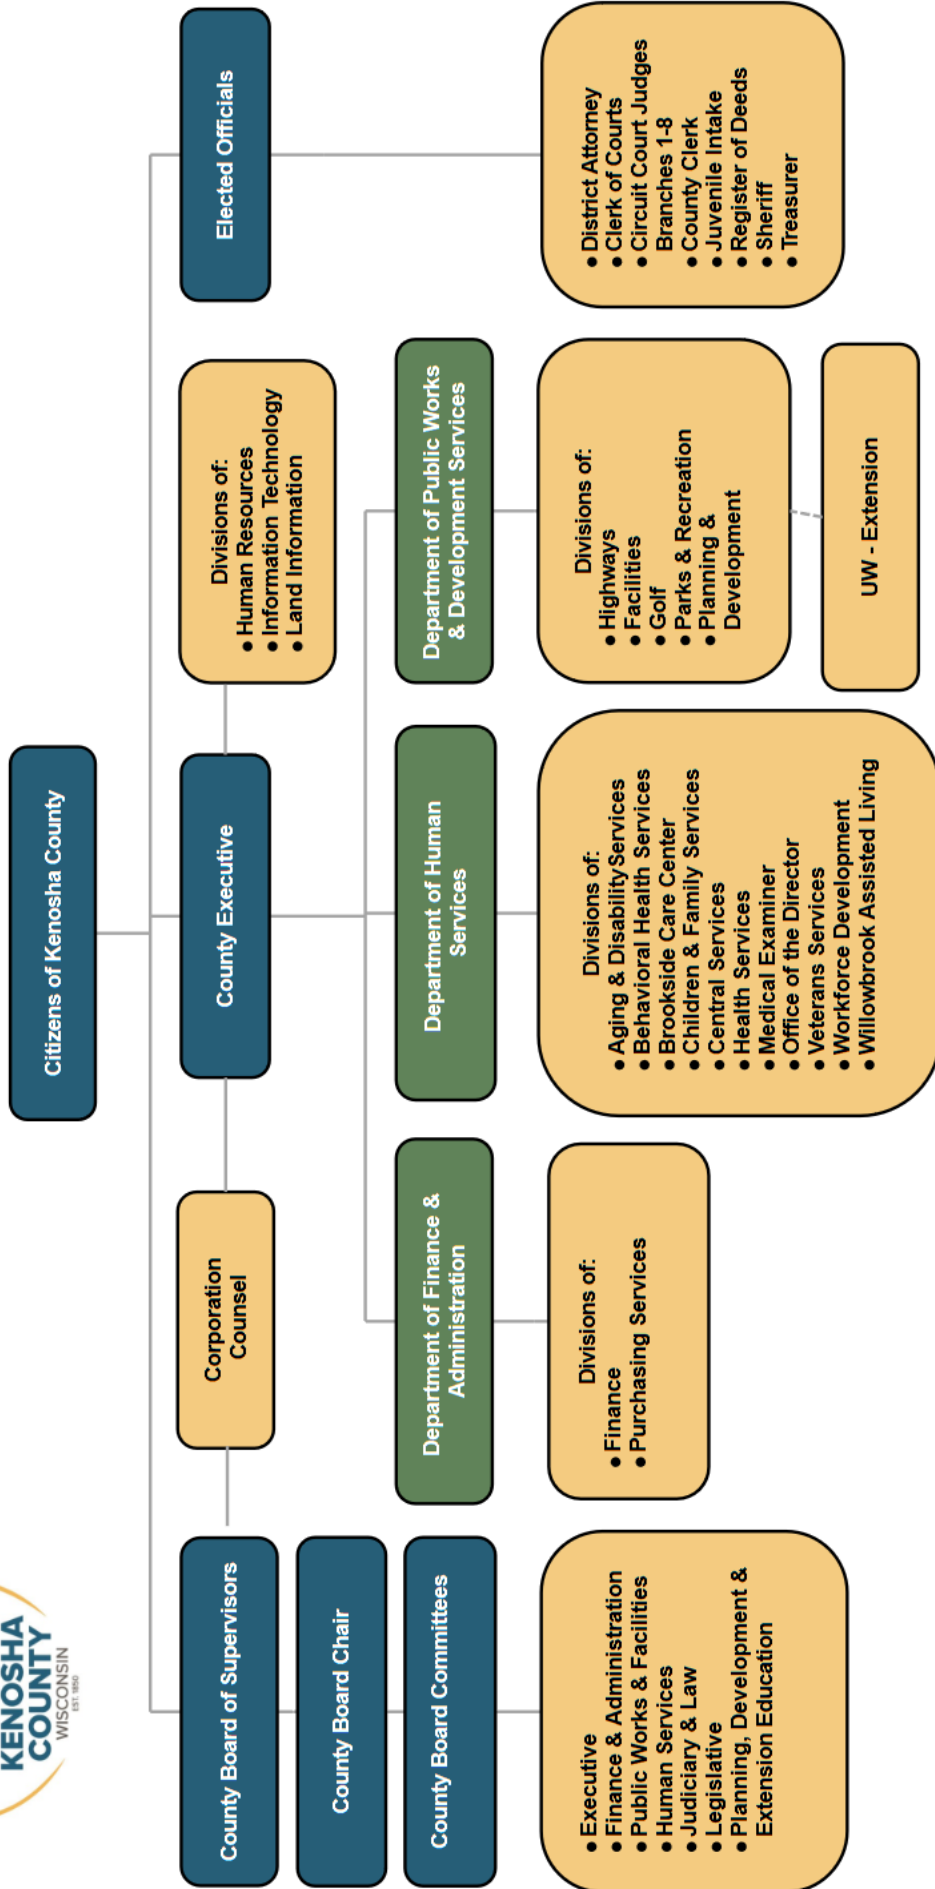 KENOSHA
COUNTY
WISCONSIN
EST. 1850
Citizens of Kenosha County
County Board of Supervisors
Corporation
Counsel
County Executive
Divisions of:
● Human Resources
● Information Technology
● Land Information
Elected Officials
County Board Chair
County Board Committees
Department of Finance &
Administration
Department of Human
Services
Department of Public Works
& Development Services
● Executive
● Finance & Administration
● Public Works & Facilities
● Human Services
● Judiciary & Law
● Legislative
● Planning, Development &
Extension Education
Divisions of:
● Finance
● Purchasing Services
Divisions of:
● Aging & DisabilityServices
● Behavioral Health Services
● Brookside Care Center
● Children & Family Services
● Central Services
● Health Services
● Medical Examiner
● Office of the Director
● Veterans Services
● Workforce Development
● Willowbrook Assisted Living
Divisions of:
● Highways
● Facilities
● Golf
● Parks & Recreation
● Planning &
Development
UW - Extension
● District Attorney
● Clerk of Courts
● Circuit Court Judges
Branches 1-8
● County Clerk
● Juvenile Intake
● Register of Deeds
● Sheriff
● Treasurer